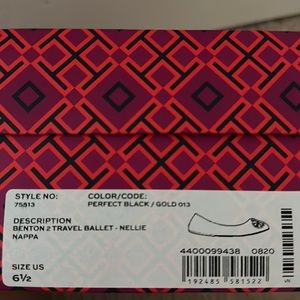 STYLE NO: COLOR/CODE:
75813 PERFECT BLACK / GOLD 013
DESCRIPTION
BENTON 2 TRAVEL BALLET - NELLIE
NAPPA
4400099438 0820
SIZE US
6½
192485 581522
VN